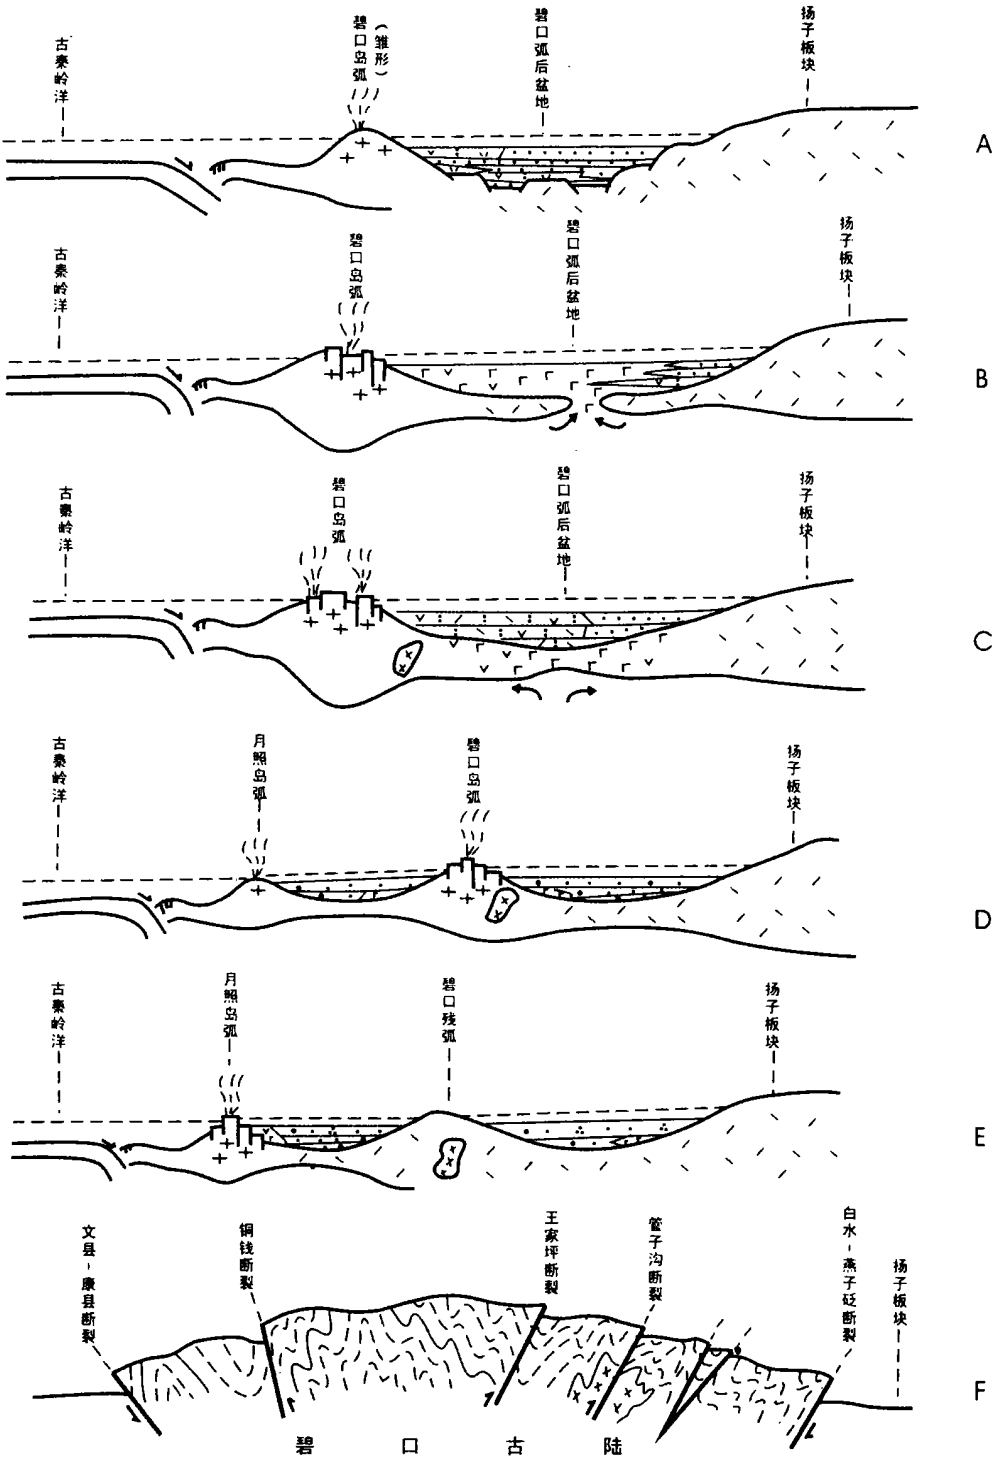 古秦岭洋
碧口岛弧
(雏形)
碧口弧后盆地
扬子板块
A
古秦岭洋
碧口岛弧
碧口弧后盆地
扬子板块
B
古秦岭洋
碧口岛弧
碧口弧后盆地
扬子板块
C
古秦岭洋
月照岛弧
碧口岛弧
扬子板块
D
古秦岭洋
月照岛弧
碧口残弧
扬子板块
E
文县-康县断裂
铜钱断裂
王家坪断裂
管子沟断裂
白水-燕子砭断裂
扬子板块
F
碧口古陆